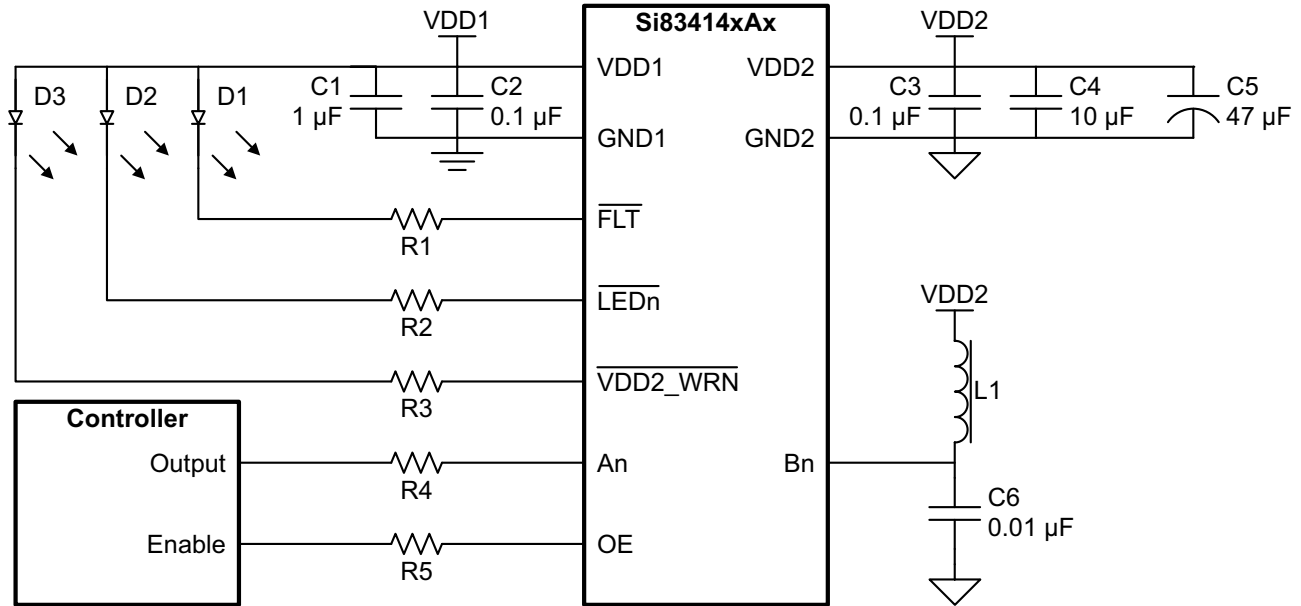 VDD1
Si83414xAx
VDD2
VDD1
VDD2
D3
D2
D1
C1
1 µF
C2
0.1 µF
C3
0.1 µF
C4
10 µF
C5
47 µF
GND1
GND2
FLT
R1
LEDn
R2
VDD2
VDD2_WRN
R3
L1
Controller
Output
An
Bn
R4
C6
0.01 µF
Enable
OE
R5